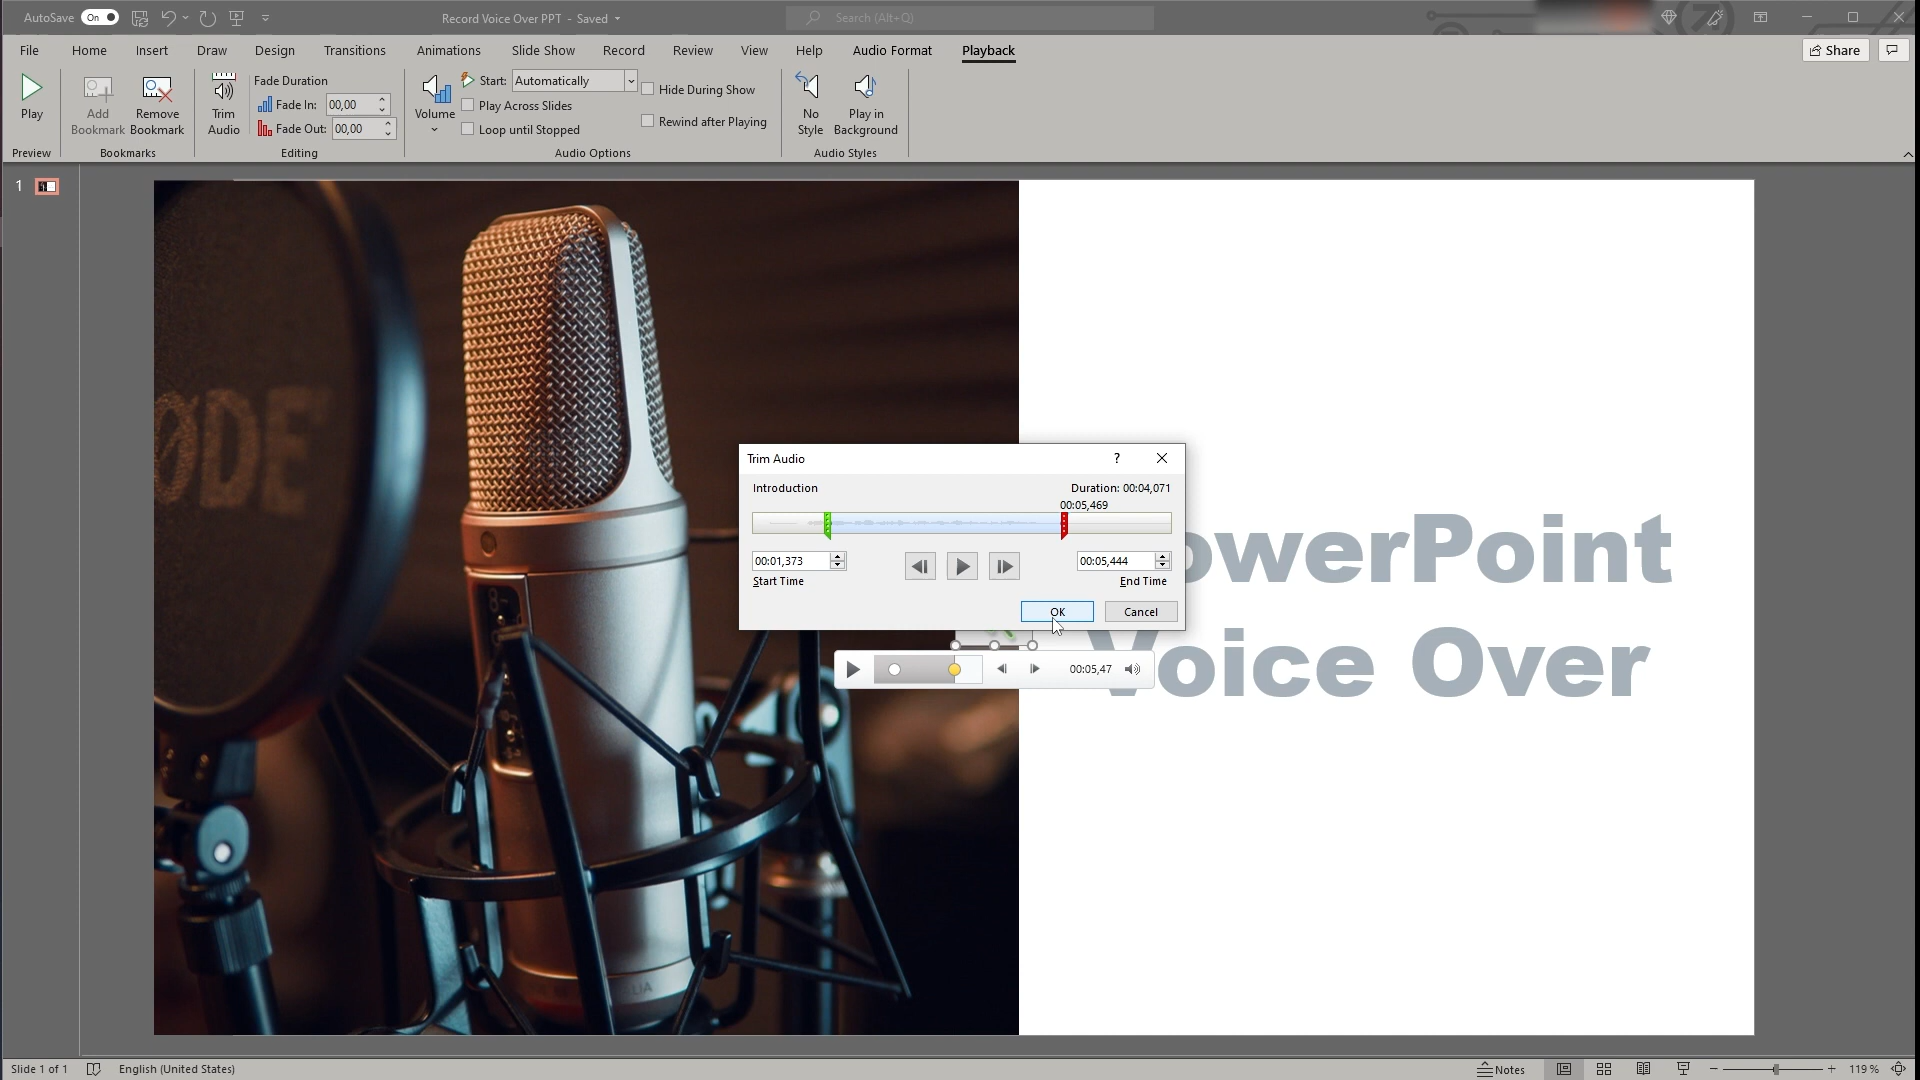 AutoSave On
Record Voice Over PPT - Saved
Search (Alt+Q)
File Home Insert Draw Design Transitions Animations Slide Show Record Review View Help Audio Format Playback
Share
Play
Preview
Add Bookmark
Remove Bookmark
Bookmarks
Trim Audio
Fade Duration
Fade In: 00,00
Fade Out: 00,00
Editing
Volume
Start: Automatically
Play Across Slides
Loop until Stopped
Hide During Show
Rewind after Playing
Audio Options
No Style
Play in Background
Audio Styles
1
ØDE
Trim Audio ?
Introduction Duration: 00:04,071
00:05,469
00:01,373 00:05,444
Start Time End Time
OK Cancel
owerPoint
Voice Over
00:05,47
Slide 1 of 1 English (United States) Notes 119 %